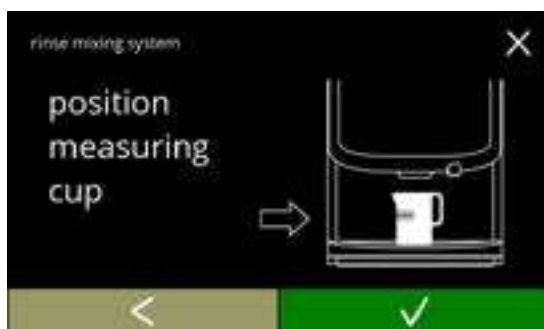 rinse mixing system
position
measuring
cup